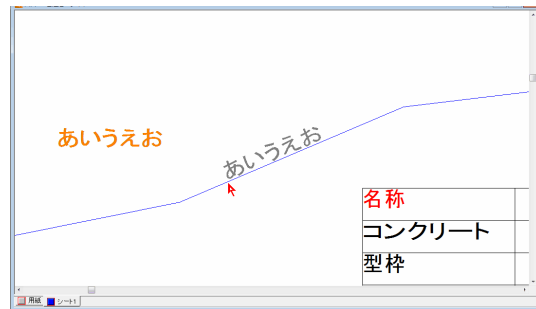 あいうえお
あいうえお
名称
コンクリート
型枠
用紙
シート1